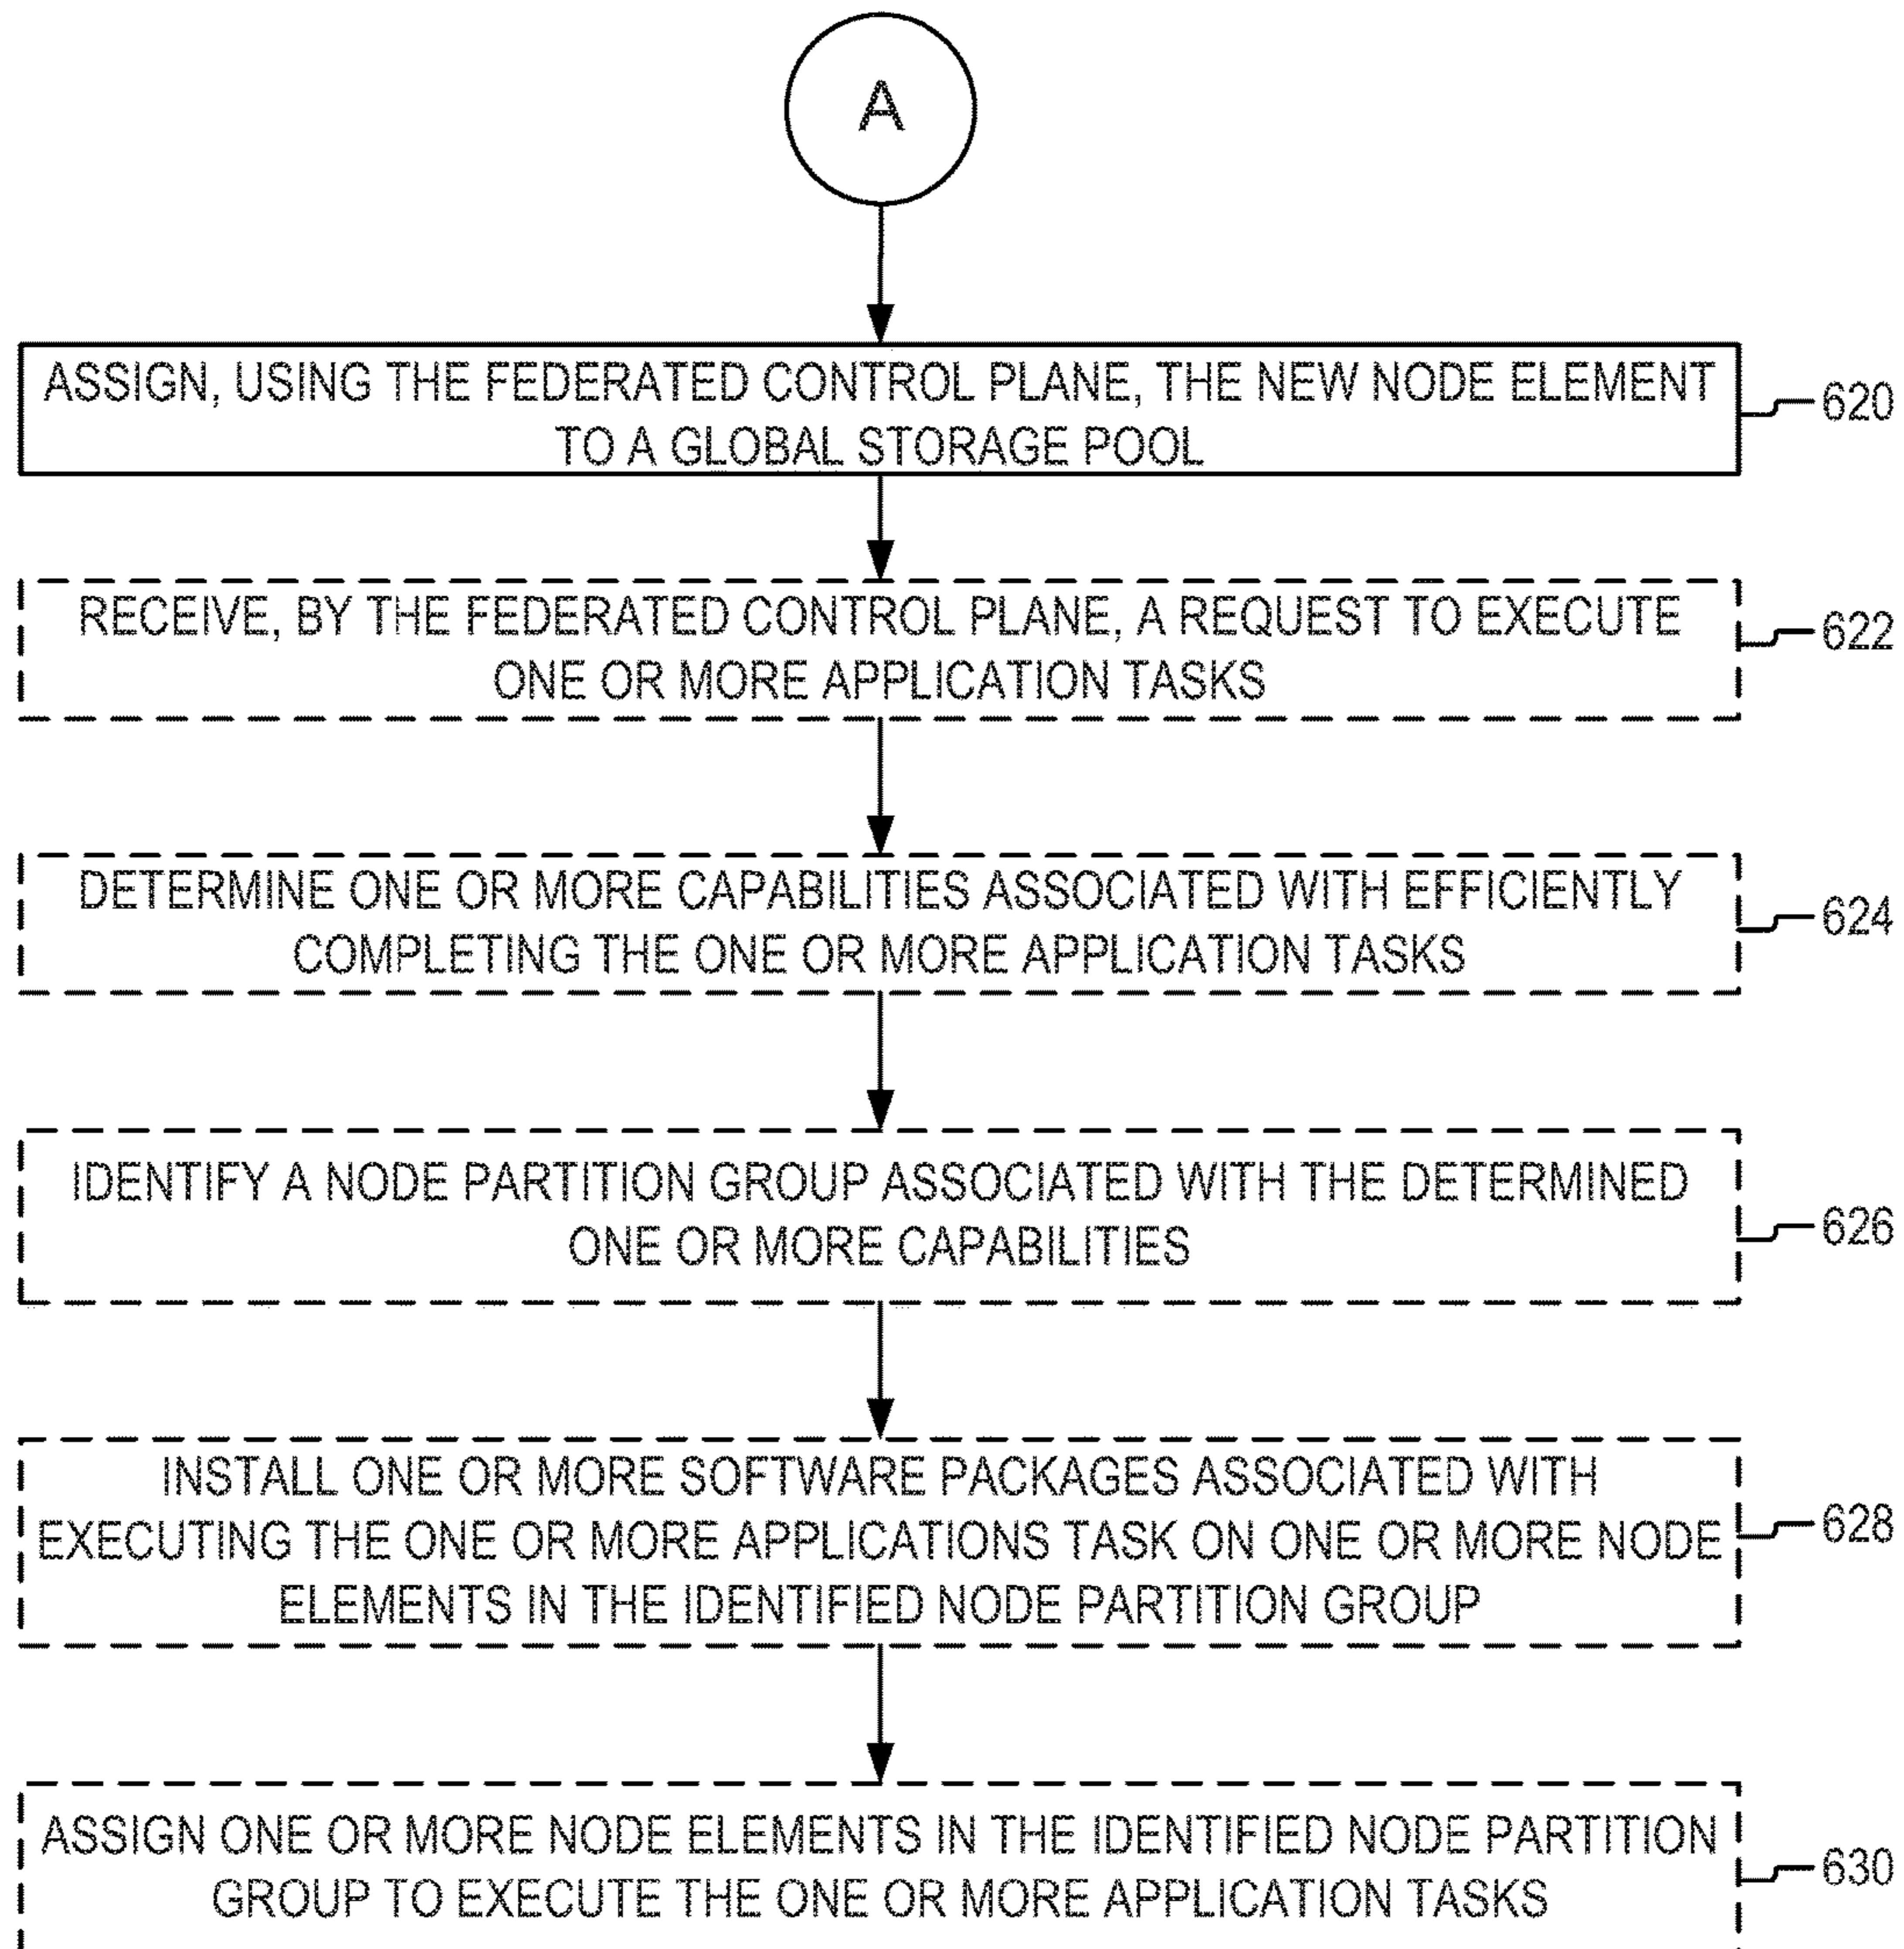 A
ASSIGN, USING THE FEDERATED CONTROL PLANE, THE NEW NODE ELEMENT
TO A GLOBAL STORAGE POOL
620
RECEIVE, BY THE FEDERATED CONTROL PLANE, A REQUEST TO EXECUTE
ONE OR MORE APPLICATION TASKS
622
DETERMINE ONE OR MORE CAPABILITIES ASSOCIATED WITH EFFICIENTLY
COMPLETING THE ONE OR MORE APPLICATION TASKS
624
IDENTIFY A NODE PARTITION GROUP ASSOCIATED WITH THE DETERMINED
ONE OR MORE CAPABILITIES
626
INSTALL ONE OR MORE SOFTWARE PACKAGES ASSOCIATED WITH
EXECUTING THE ONE OR MORE APPLICATIONS TASK ON ONE OR MORE NODE
ELEMENTS IN THE IDENTIFIED NODE PARTITION GROUP
628
ASSIGN ONE OR MORE NODE ELEMENTS IN THE IDENTIFIED NODE PARTITION
GROUP TO EXECUTE THE ONE OR MORE APPLICATION TASKS
630